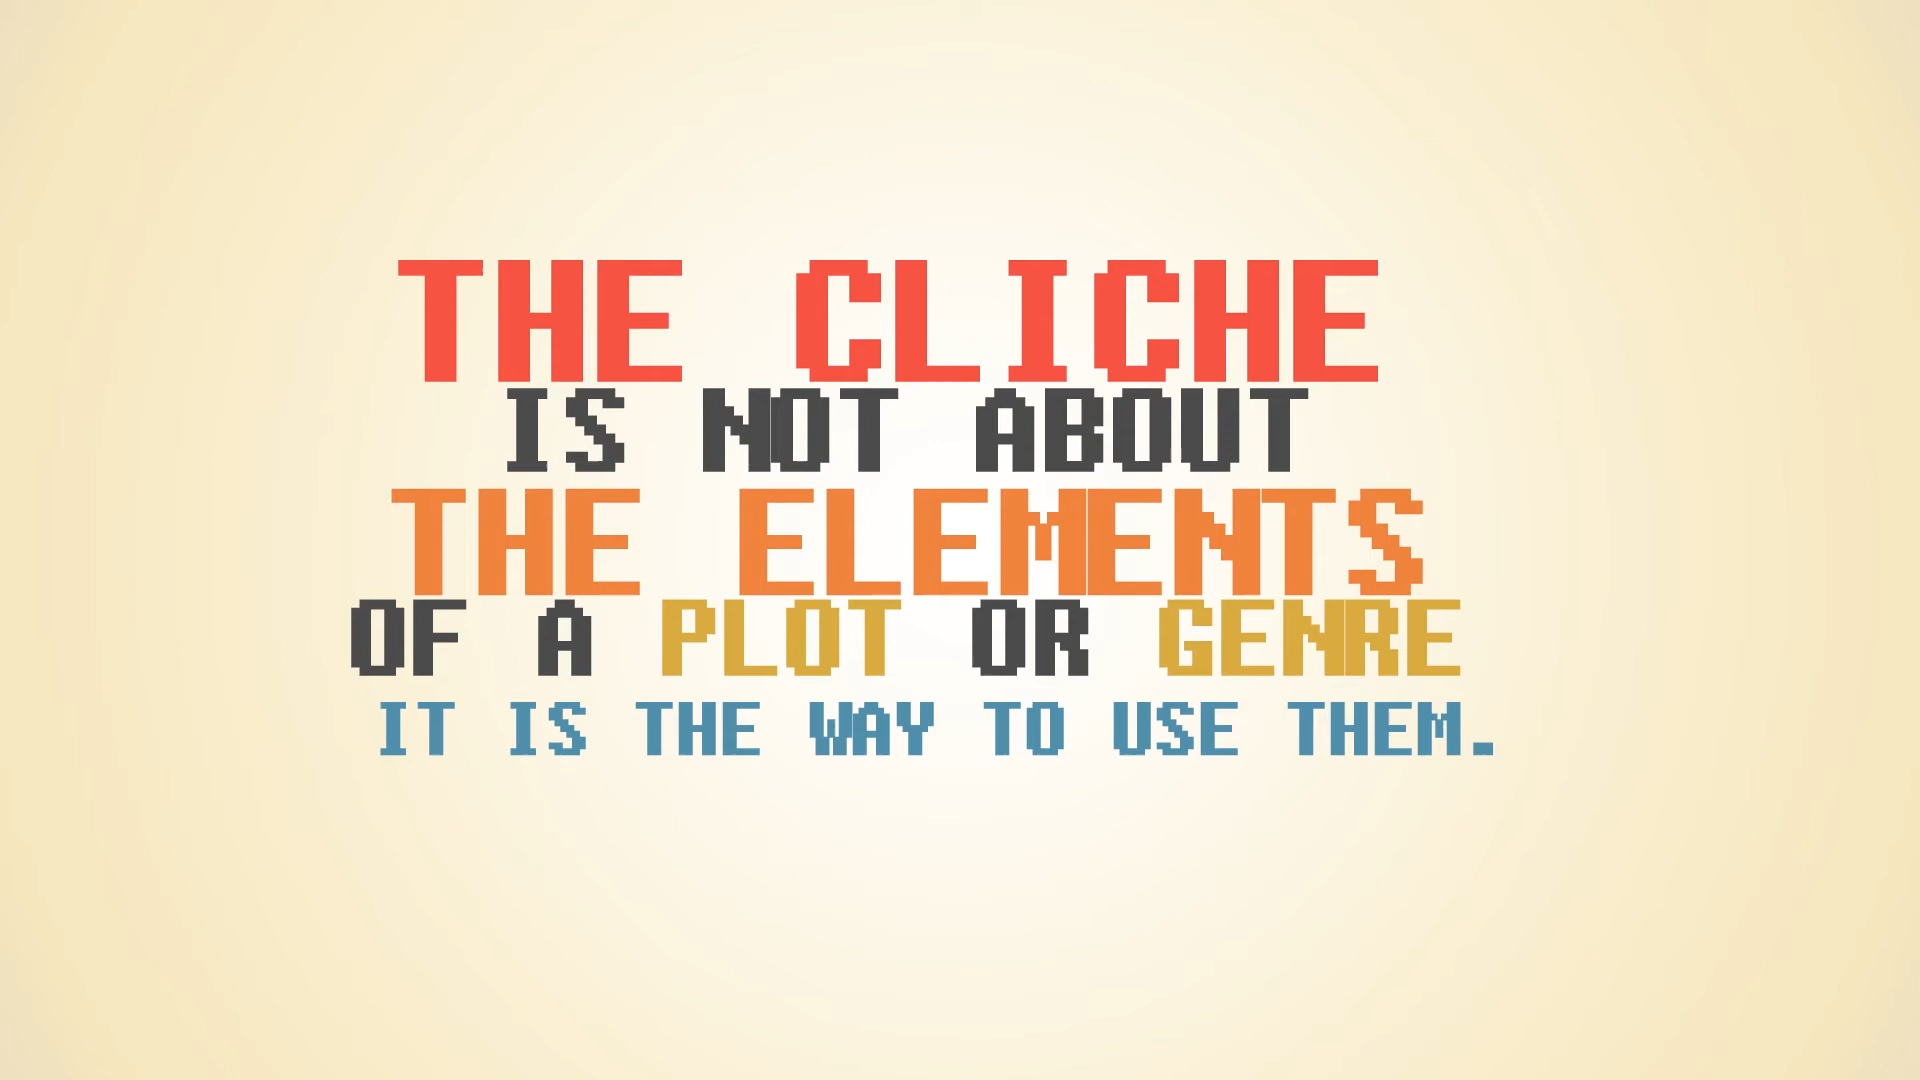 THE CLICHE
IS NOT ABOUT
THE ELEMENTS
OF A PLOT OR GENRE
IT IS THE WAY TO USE THEM.